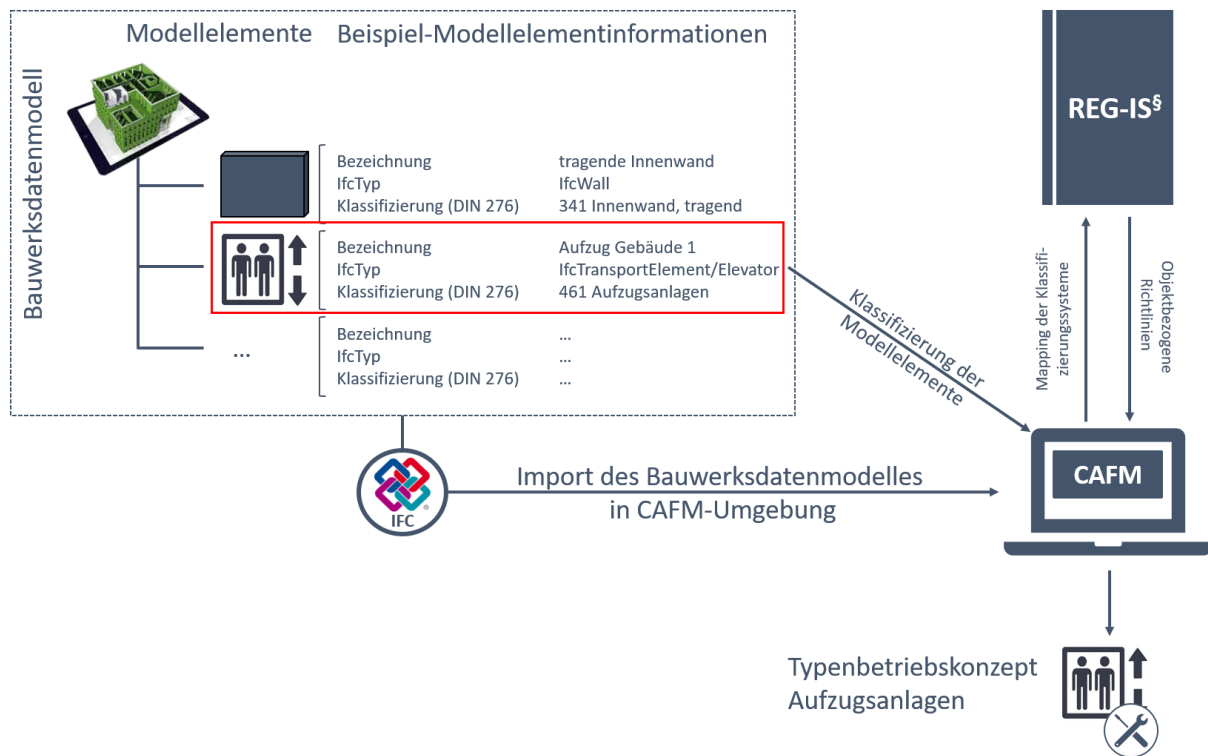 Modellelemente
Beispiel-Modellelementinformationen
Bauwerksdatenmodell
Bezeichnung tragende Innenwand
IfcTyp IfcWall
Klassifizierung (DIN 276) 341 Innenwand, tragend
Bezeichnung Aufzug Gebäude 1
IfcTyp IfcTransportElement/Elevator
Klassifizierung (DIN 276) 461 Aufzugsanlagen
...
Bezeichnung ...
IfcTyp ...
Klassifizierung (DIN 276) ...
REG-IS§
Mapping der Klassifi-
zierungssysteme
Objektbezogene
Richtlinien
Klassifizierung der
Modellelemente
IFC
®
Import des Bauwerksdatenmodelles
in CAFM-Umgebung
CAFM
Typenbetriebskonzept
Aufzugsanlagen